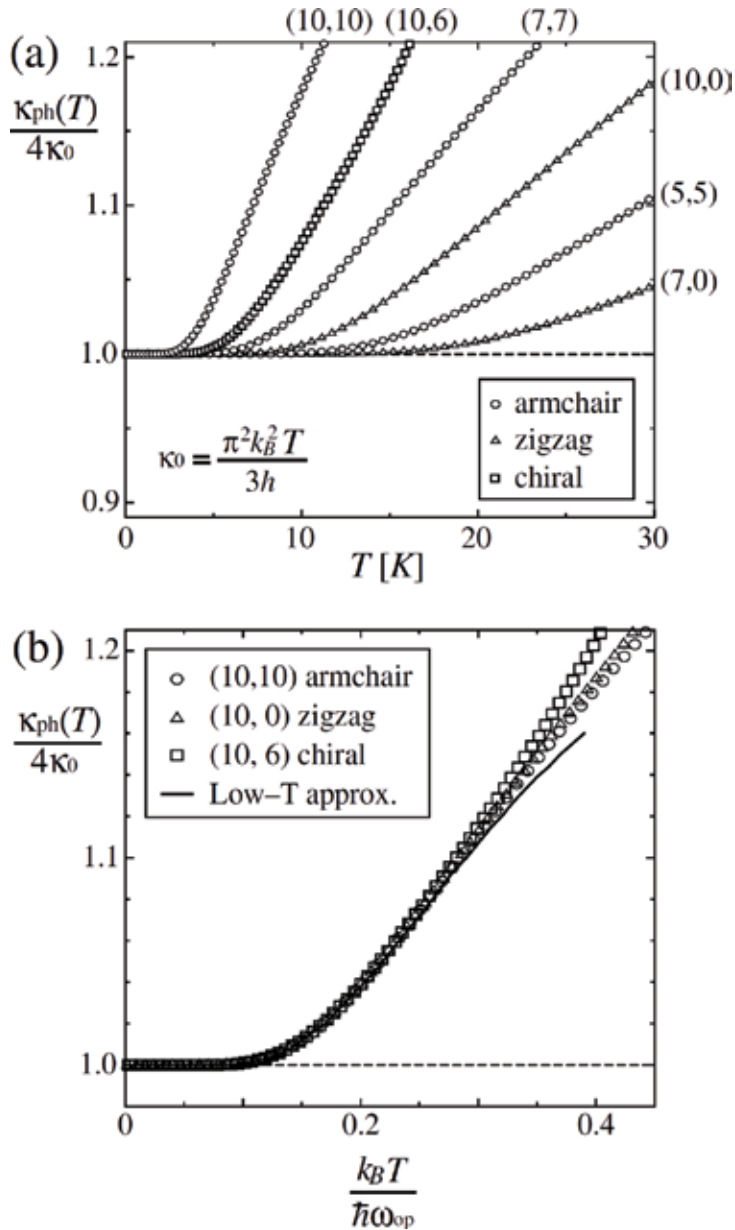 (10,10) (10,6) (7,7)
(a)
1.2
κph(T)
4κ0
(10,0)
1.1
(5,5)
(7,0)
1.0
κ0 = π²k_B²T
3h
○ armchair
△ zigzag
□ chiral
0.9
0 10 20 30
T [K]
(b)
1.2
○ (10,10) armchair
κph(T)
4κ0
△ (10, 0) zigzag
□ (10, 6) chiral
— Low–T approx.
1.1
1.0
0 0.2 0.4
k_BT
ℏωop